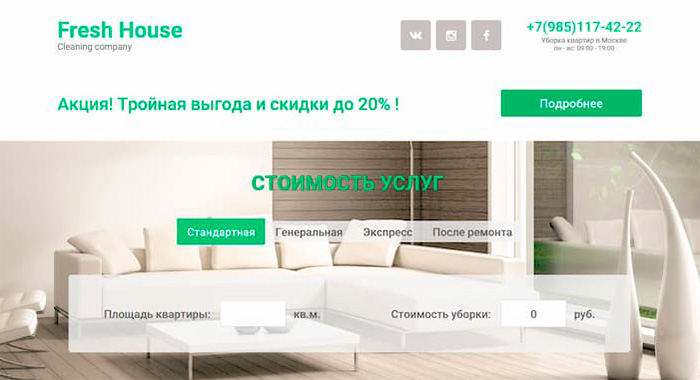 Fresh House
Cleaning company
+7(985)117-42-22
Уборка квартир в Москве
пн - вс: 09:00 - 19:00
Акция! Тройная выгода и скидки до 20% !
Подробнее
СТОИМОСТЬ УСЛУГ
Стандартная Генеральная Экспресс После ремонта
Площадь квартиры: кв.м. Стоимость уборки: 0 руб.